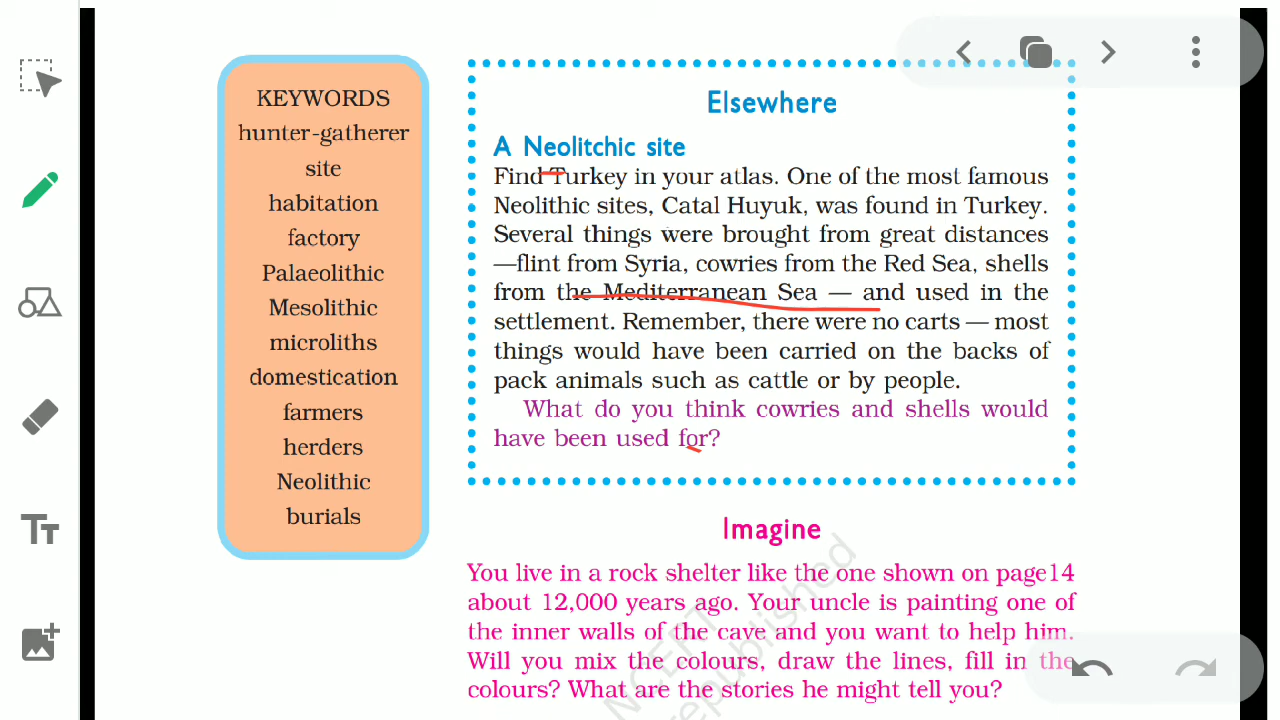 KEYWORDS
hunter-gatherer
site
habitation
factory
Palaeolithic
Mesolithic
microliths
domestication
farmers
herders
Neolithic
burials
Elsewhere
A Neolitchic site
Find Turkey in your atlas. One of the most famous
Neolithic sites, Catal Huyuk, was found in Turkey.
Several things were brought from great distances
—flint from Syria, cowries from the Red Sea, shells
from the Mediterranean Sea — and used in the
settlement. Remember, there were no carts — most
things would have been carried on the backs of
pack animals such as cattle or by people.
What do you think cowries and shells would
have been used for?
Imagine
You live in a rock shelter like the one shown on page14
about 12,000 years ago. Your uncle is painting one of
the inner walls of the cave and you want to help him.
Will you mix the colours, draw the lines, fill in the
colours? What are the stories he might tell you?
NCERT
republished
Tт